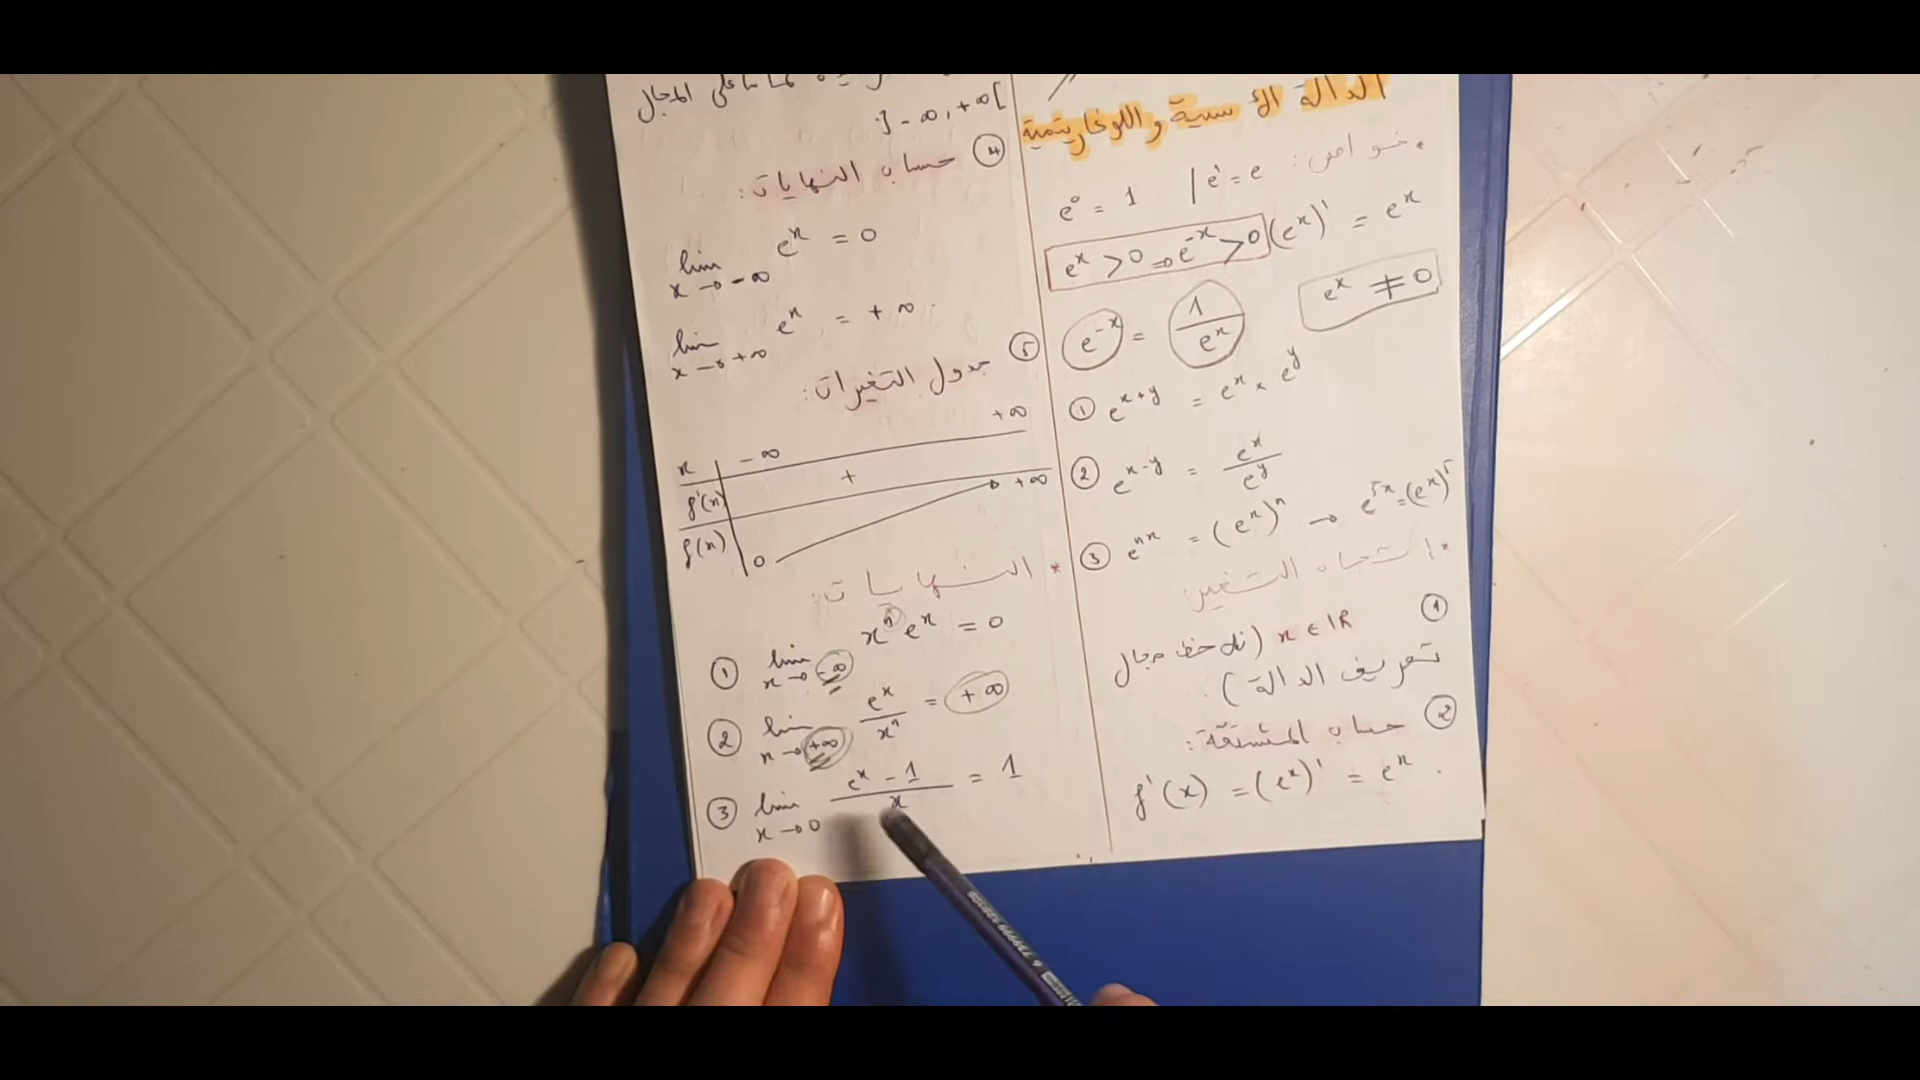 الدالة الأسية واللوغاريتمية
• خواص:
e⁰ = 1 | e¹ = e
eˣ > 0 ⇒ e⁻ˣ > 0 (eˣ)' = eˣ
e⁻ˣ = 1/eˣ eˣ ≠ 0
① eˣ⁺ʸ = eˣ × eʸ
② eˣ⁻ʸ = eˣ/eʸ
③ eⁿˣ = (eˣ)ⁿ → e⁵ˣ = (eˣ)⁵
* اتجاه التغير:
① x ∈ ℝ (نلاحظ مجال
تعريف الدالة).
② حساب المشتقة:
f'(x) = (eˣ)' = eˣ .
على المجال
]-∞, +∞[
④ حساب النهايات:
lim x→-∞ eˣ = 0
lim x→+∞ eˣ = +∞
⑤ جدول التغيرات:
x -∞ +∞
f'(x) +
f(x) 0 +∞
* النهايات:
① lim x→-∞ xⁿeˣ = 0
② lim x→+∞ eˣ/xⁿ = +∞
③ lim x→0 (eˣ - 1)/x = 1